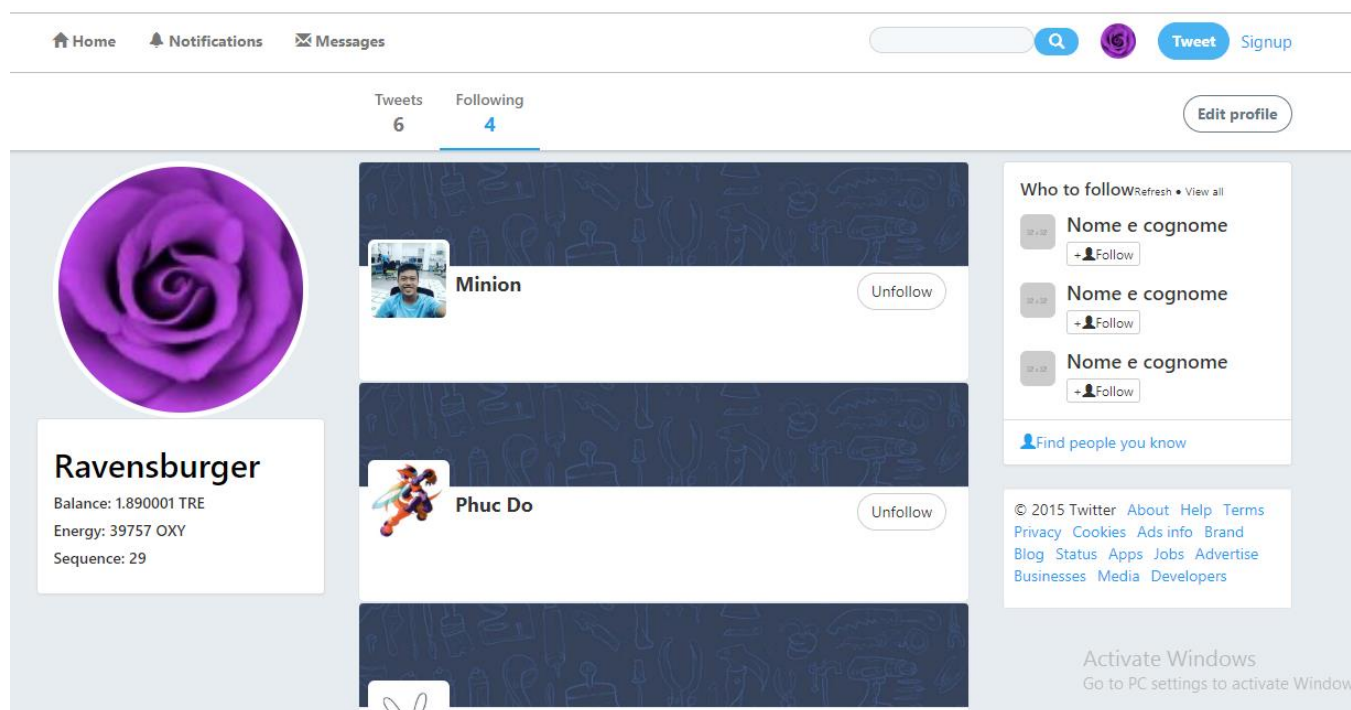 Home Notifications Messages Tweet Signup
Tweets Following
6 4
Edit profile
Ravensburger
Balance: 1.890001 TRE
Energy: 39757 OXY
Sequence: 29
Minion
Unfollow
Phuc Do
Unfollow
Who to followRefresh ● View all
Nome e cognome
+Follow
Nome e cognome
+Follow
Nome e cognome
+Follow
Find people you know
© 2015 Twitter About Help Terms
Privacy Cookies Ads info Brand
Blog Status Apps Jobs Advertise
Businesses Media Developers
Activate Windows
Go to PC settings to activate Window